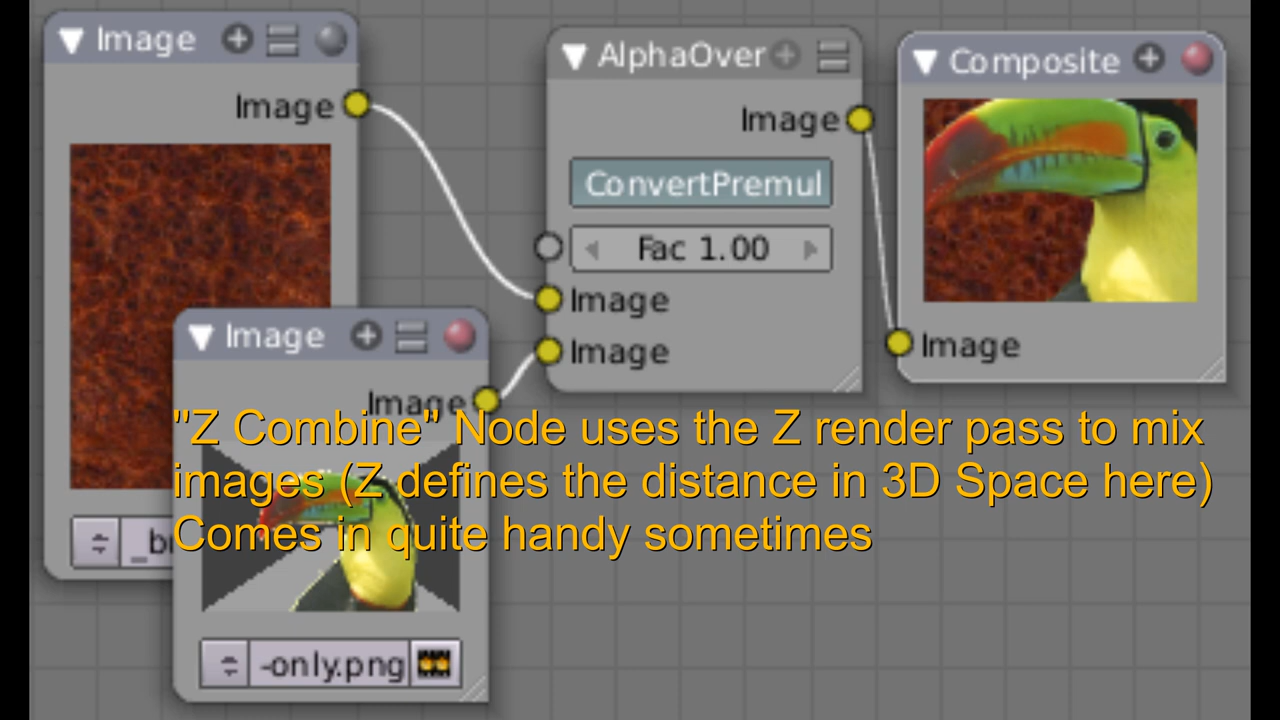 Image
Image
AlphaOver
Image
ConvertPremul
Fac 1.00
Image
Image
Composite
Image
Image
Image
"Z Combine" Node uses the Z render pass to mix
images (Z defines the distance in 3D Space here)
Comes in quite handy sometimes
-only.png